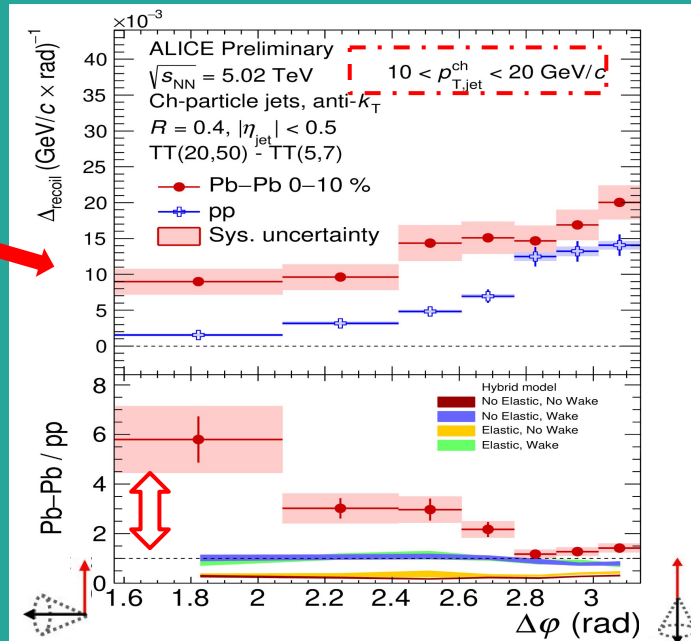 ×10⁻³
ALICE Preliminary
√sNN = 5.02 TeV
10 < p^ch_T,jet < 20 GeV/c
Ch-particle jets, anti-kT
R = 0.4, |ηjet| < 0.5
TT(20,50) - TT(5,7)
Pb−Pb 0−10 %
pp
Sys. uncertainty
Δrecoil (GeV/c × rad)⁻¹
40
35
30
25
20
15
10
5
0
Hybrid model
No Elastic, No Wake
No Elastic, Wake
Elastic, No Wake
Elastic, Wake
Pb−Pb / pp
8
6
4
2
0
1.6 1.8 2 2.2 2.4 2.6 2.8 3
Δφ (rad)